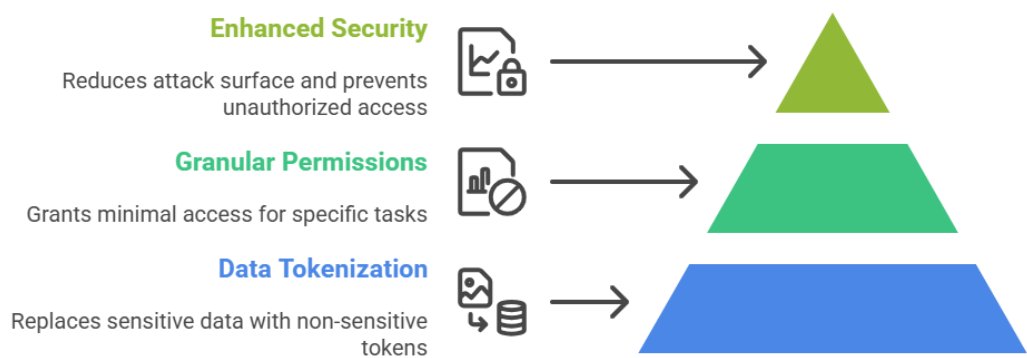 Enhanced Security
Reduces attack surface and prevents
unauthorized access
Granular Permissions
Grants minimal access for specific tasks
Data Tokenization
Replaces sensitive data with non-sensitive
tokens